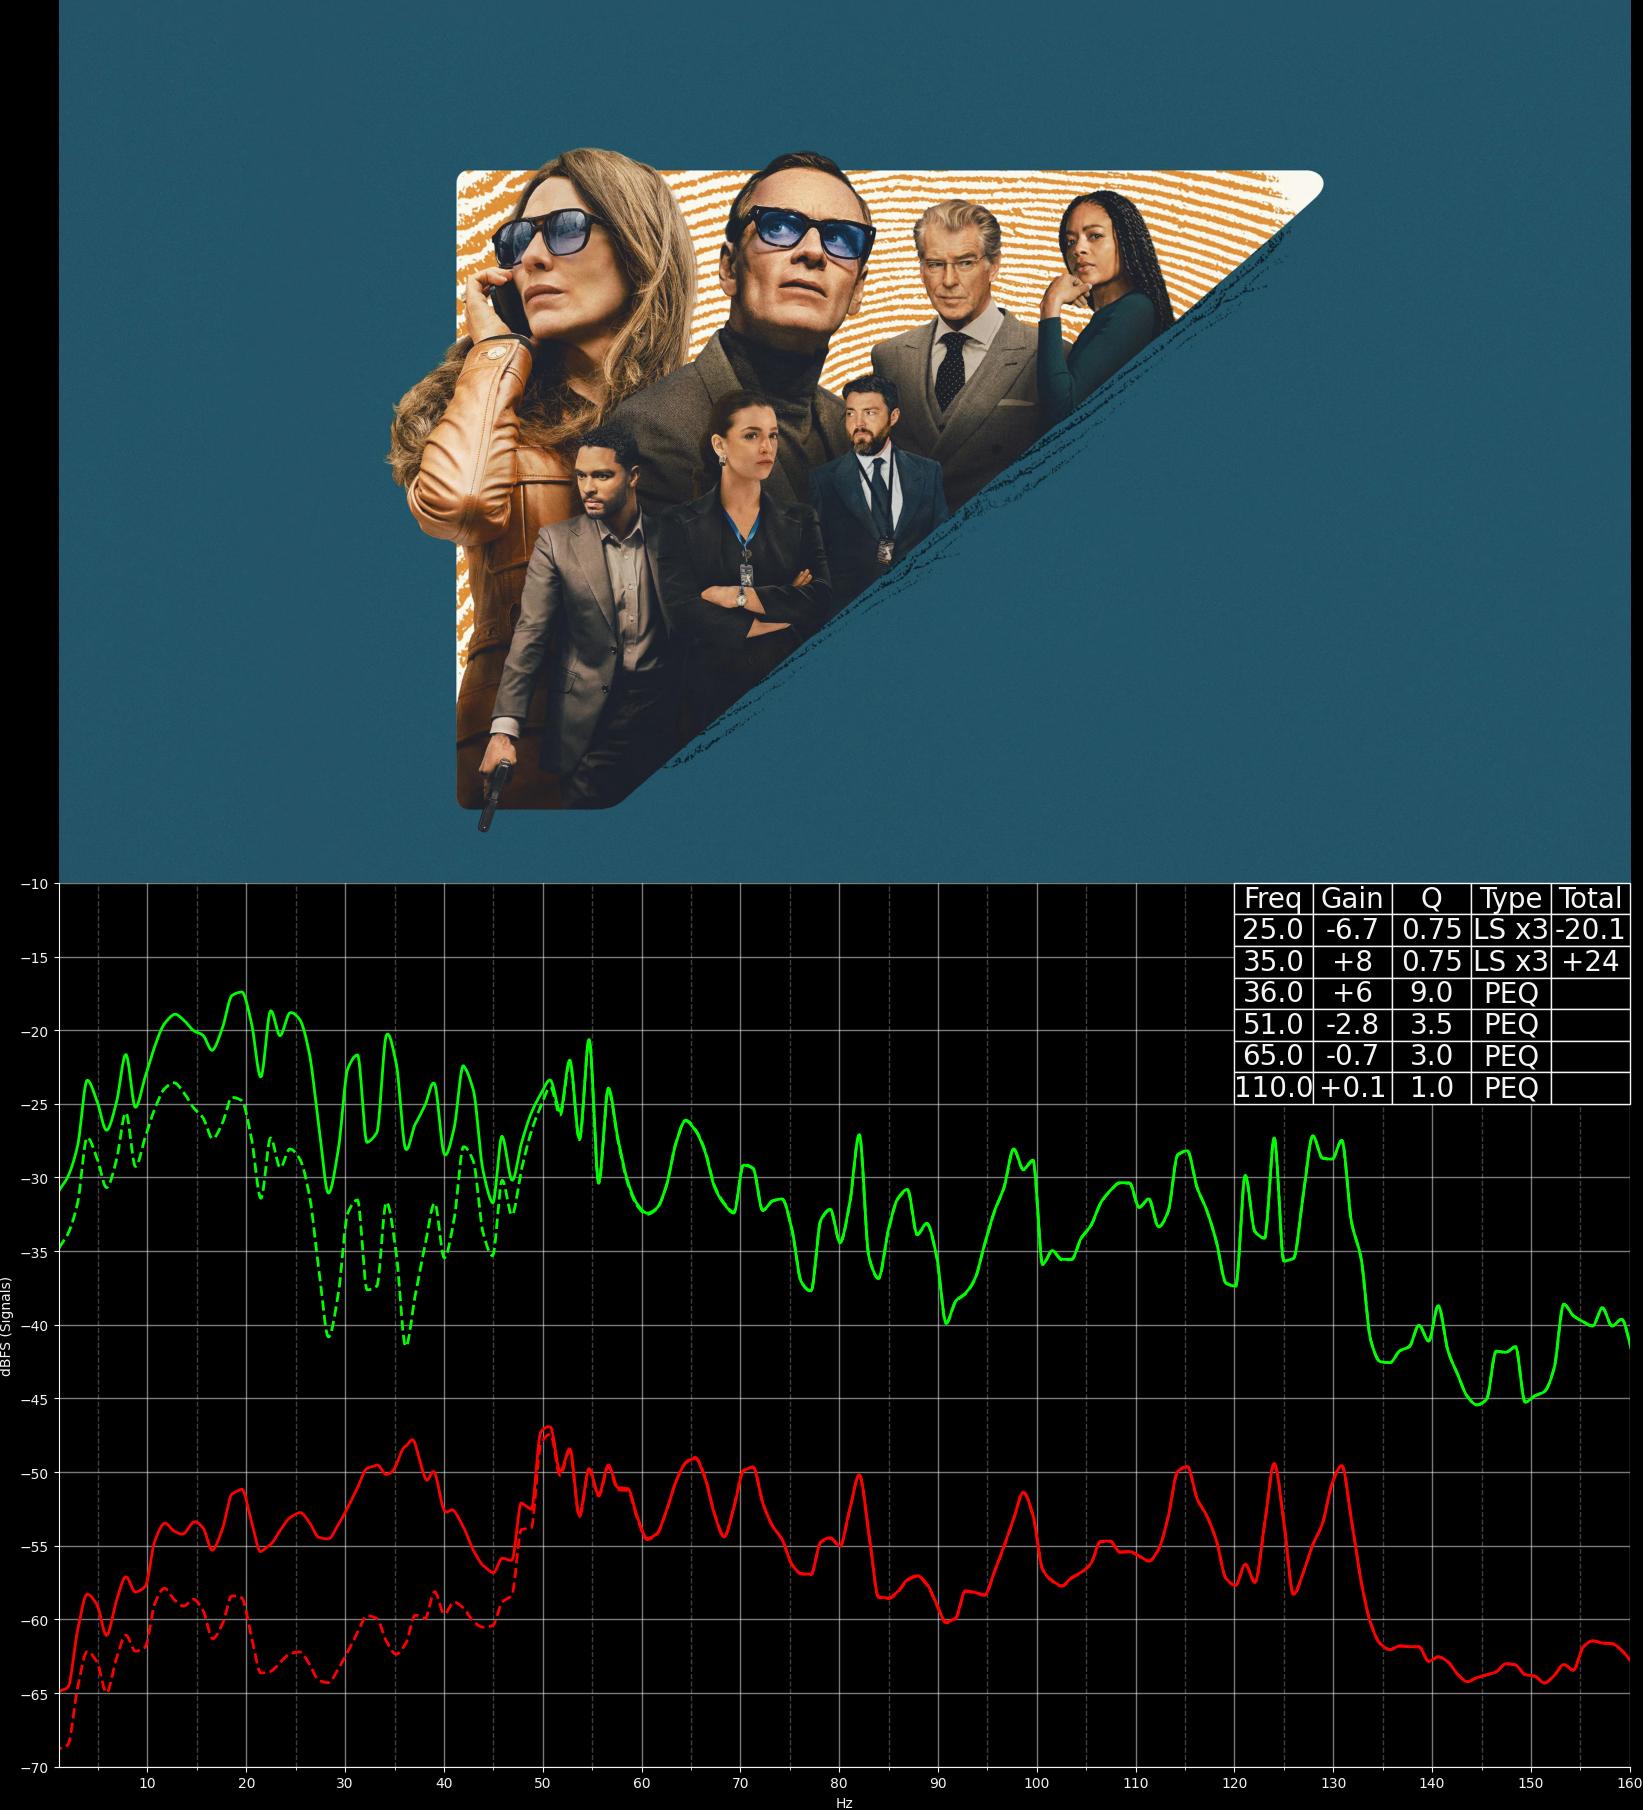 Freq Gain Q Type Total
25.0 -6.7 0.75 LS x3 -20.1
35.0 +8 0.75 LS x3 +24
36.0 +6 9.0 PEQ
51.0 -2.8 3.5 PEQ
65.0 -0.7 3.0 PEQ
110.0 +0.1 1.0 PEQ
−10
−15
−20
−25
−30
−35
−40
−45
−50
−55
−60
−65
−70
dBFS (Signals)
10 20 30 40 50 60 70 80 90 100 110 120 130 140 150 160
Hz